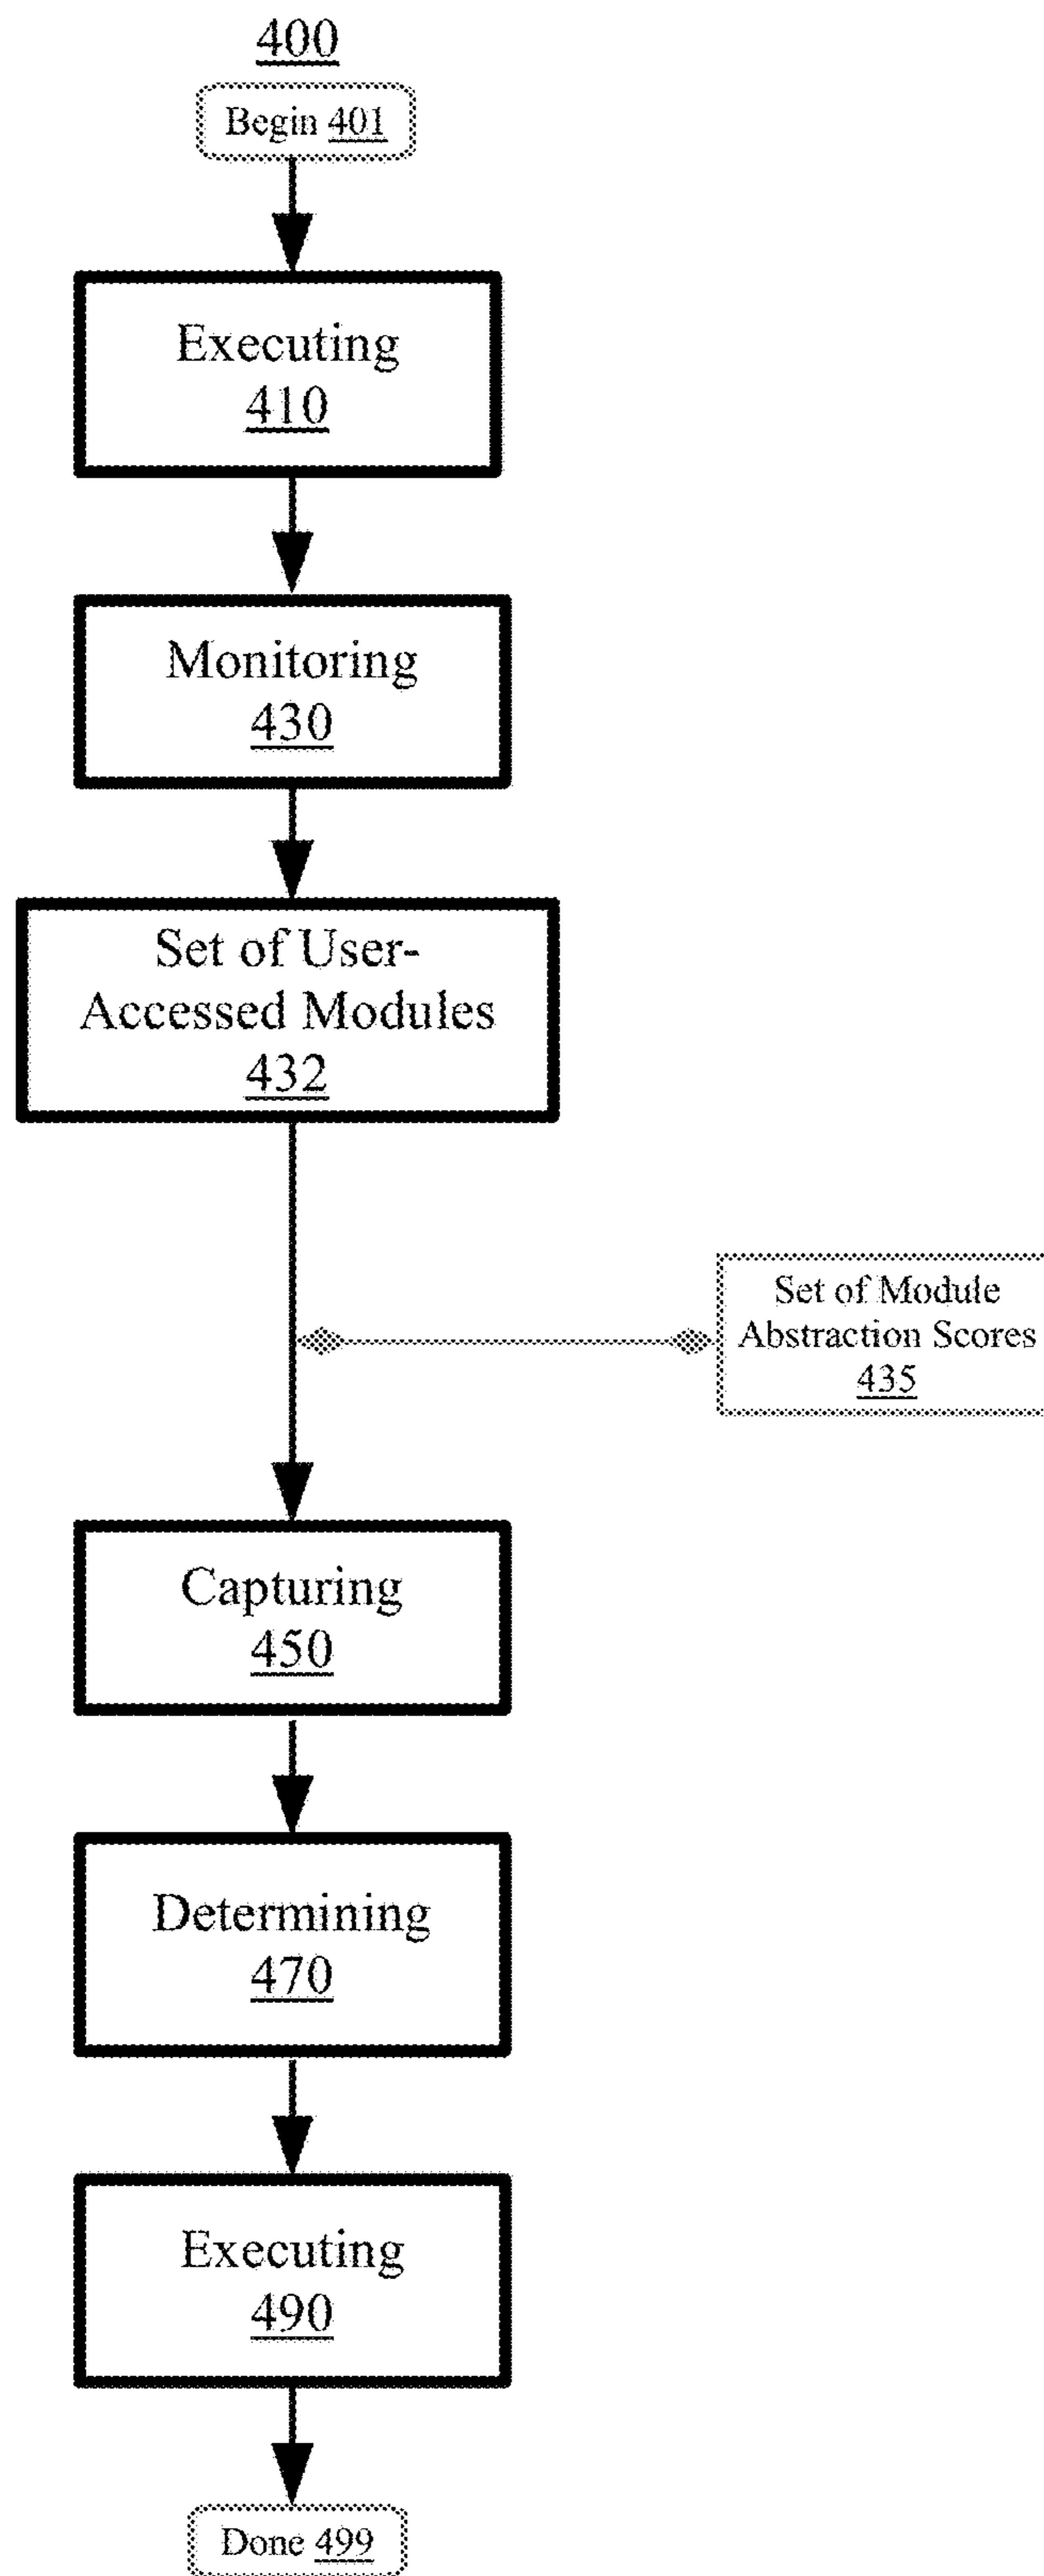 400
Begin 401
Executing
410
Monitoring
430
Set of User-
Accessed Modules
432
Set of Module
Abstraction Scores
435
Capturing
450
Determining
470
Executing
490
Done 499